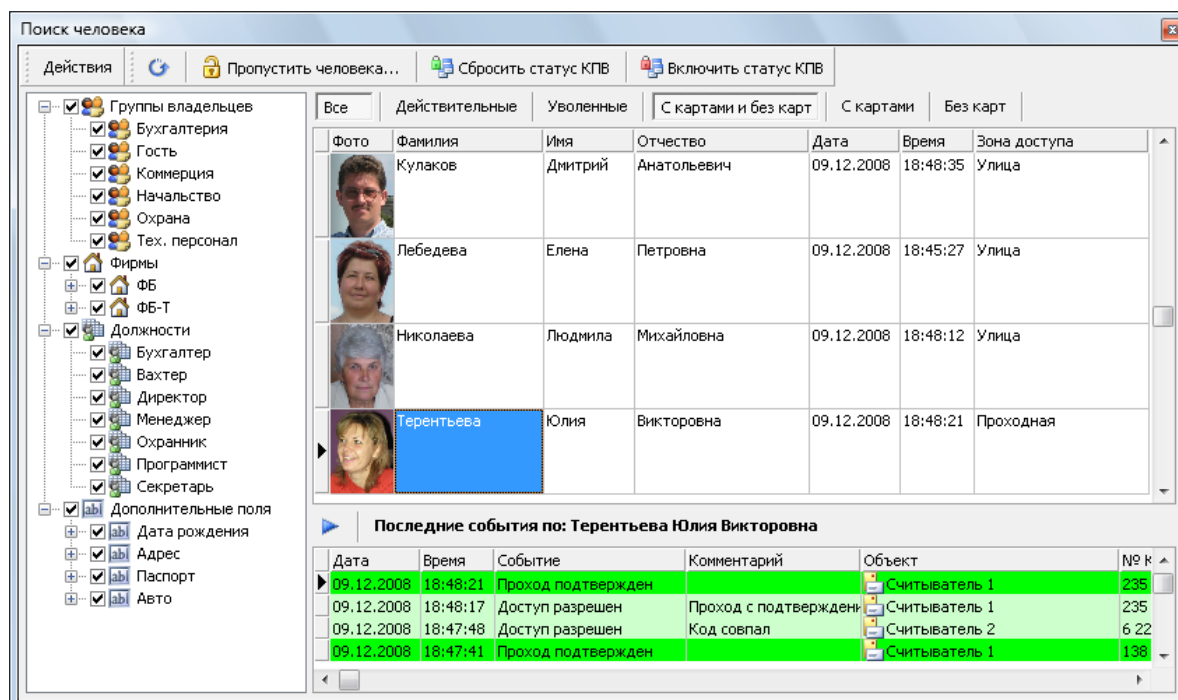 Поиск человека
Действия Пропустить человека... Сбросить статус КПВ Включить статус КПВ
Группы владельцев
Бухгалтерия
Гость
Коммерция
Начальство
Охрана
Тех. персонал
Фирмы
ФБ
ФБ-Т
Должности
Бухгалтер
Вахтер
Директор
Менеджер
Охранник
Программист
Секретарь
Дополнительные поля
Дата рождения
Адрес
Паспорт
Авто
Все Действительные Уволенные С картами и без карт С картами Без карт
Фото Фамилия Имя Отчество Дата Время Зона доступа
Кулаков Дмитрий Анатольевич 09.12.2008 18:48:35 Улица
Лебедева Елена Петровна 09.12.2008 18:45:27 Улица
Николаева Людмила Михайловна 09.12.2008 18:48:12 Улица
Терентьева Юлия Викторовна 09.12.2008 18:48:21 Проходная
Последние события по: Терентьева Юлия Викторовна
Дата Время Событие Комментарий Объект № К
09.12.2008 18:48:21 Проход подтвержден Считыватель 1 235
09.12.2008 18:48:17 Доступ разрешен Проход с подтверждени Считыватель 1 235
09.12.2008 18:47:48 Доступ разрешен Код совпал Считыватель 2 6 22
09.12.2008 18:47:41 Проход подтвержден Считыватель 1 138